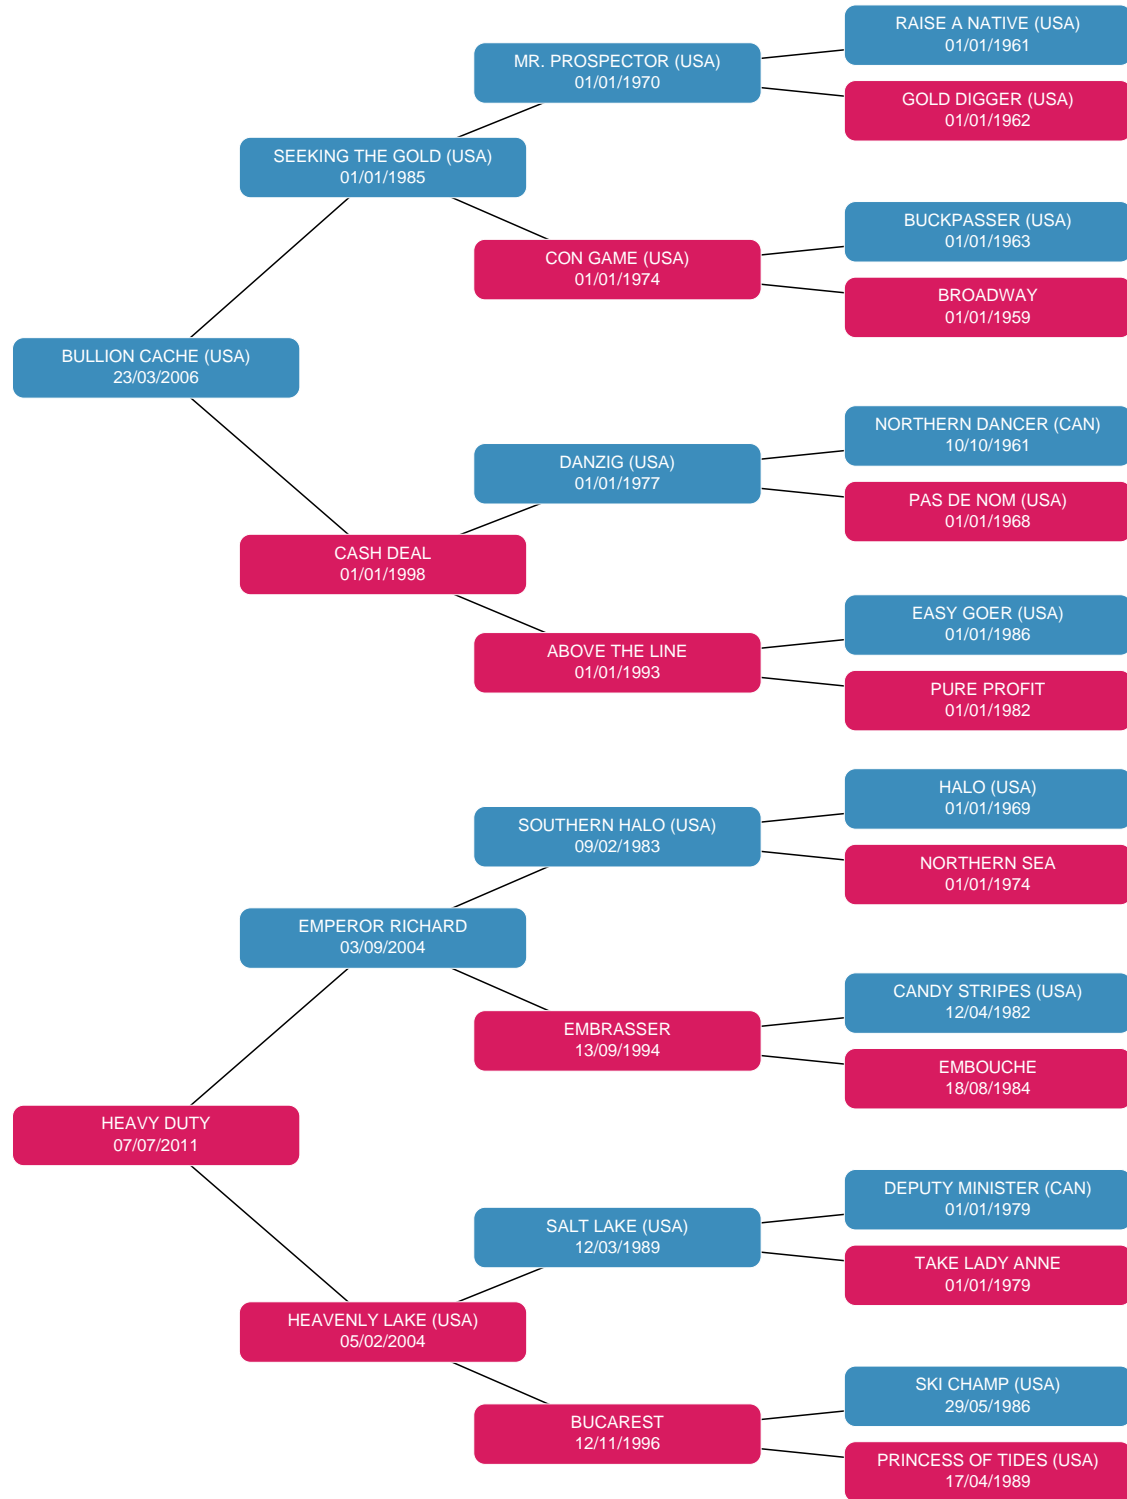 RAISE A NATIVE (USA)
01/01/1961
MR. PROSPECTOR (USA)
01/01/1970
GOLD DIGGER (USA)
01/01/1962
SEEKING THE GOLD (USA)
01/01/1985
BUCKPASSER (USA)
01/01/1963
CON GAME (USA)
01/01/1974
BROADWAY
01/01/1959
BULLION CACHE (USA)
23/03/2006
NORTHERN DANCER (CAN)
10/10/1961
DANZIG (USA)
01/01/1977
PAS DE NOM (USA)
01/01/1968
CASH DEAL
01/01/1998
EASY GOER (USA)
01/01/1986
ABOVE THE LINE
01/01/1993
PURE PROFIT
01/01/1982
HALO (USA)
01/01/1969
SOUTHERN HALO (USA)
09/02/1983
NORTHERN SEA
01/01/1974
EMPEROR RICHARD
03/09/2004
CANDY STRIPES (USA)
12/04/1982
EMBRASSER
13/09/1994
EMBOUCHE
18/08/1984
HEAVY DUTY
07/07/2011
DEPUTY MINISTER (CAN)
01/01/1979
SALT LAKE (USA)
12/03/1989
TAKE LADY ANNE
01/01/1979
HEAVENLY LAKE (USA)
05/02/2004
SKI CHAMP (USA)
29/05/1986
BUCAREST
12/11/1996
PRINCESS OF TIDES (USA)
17/04/1989